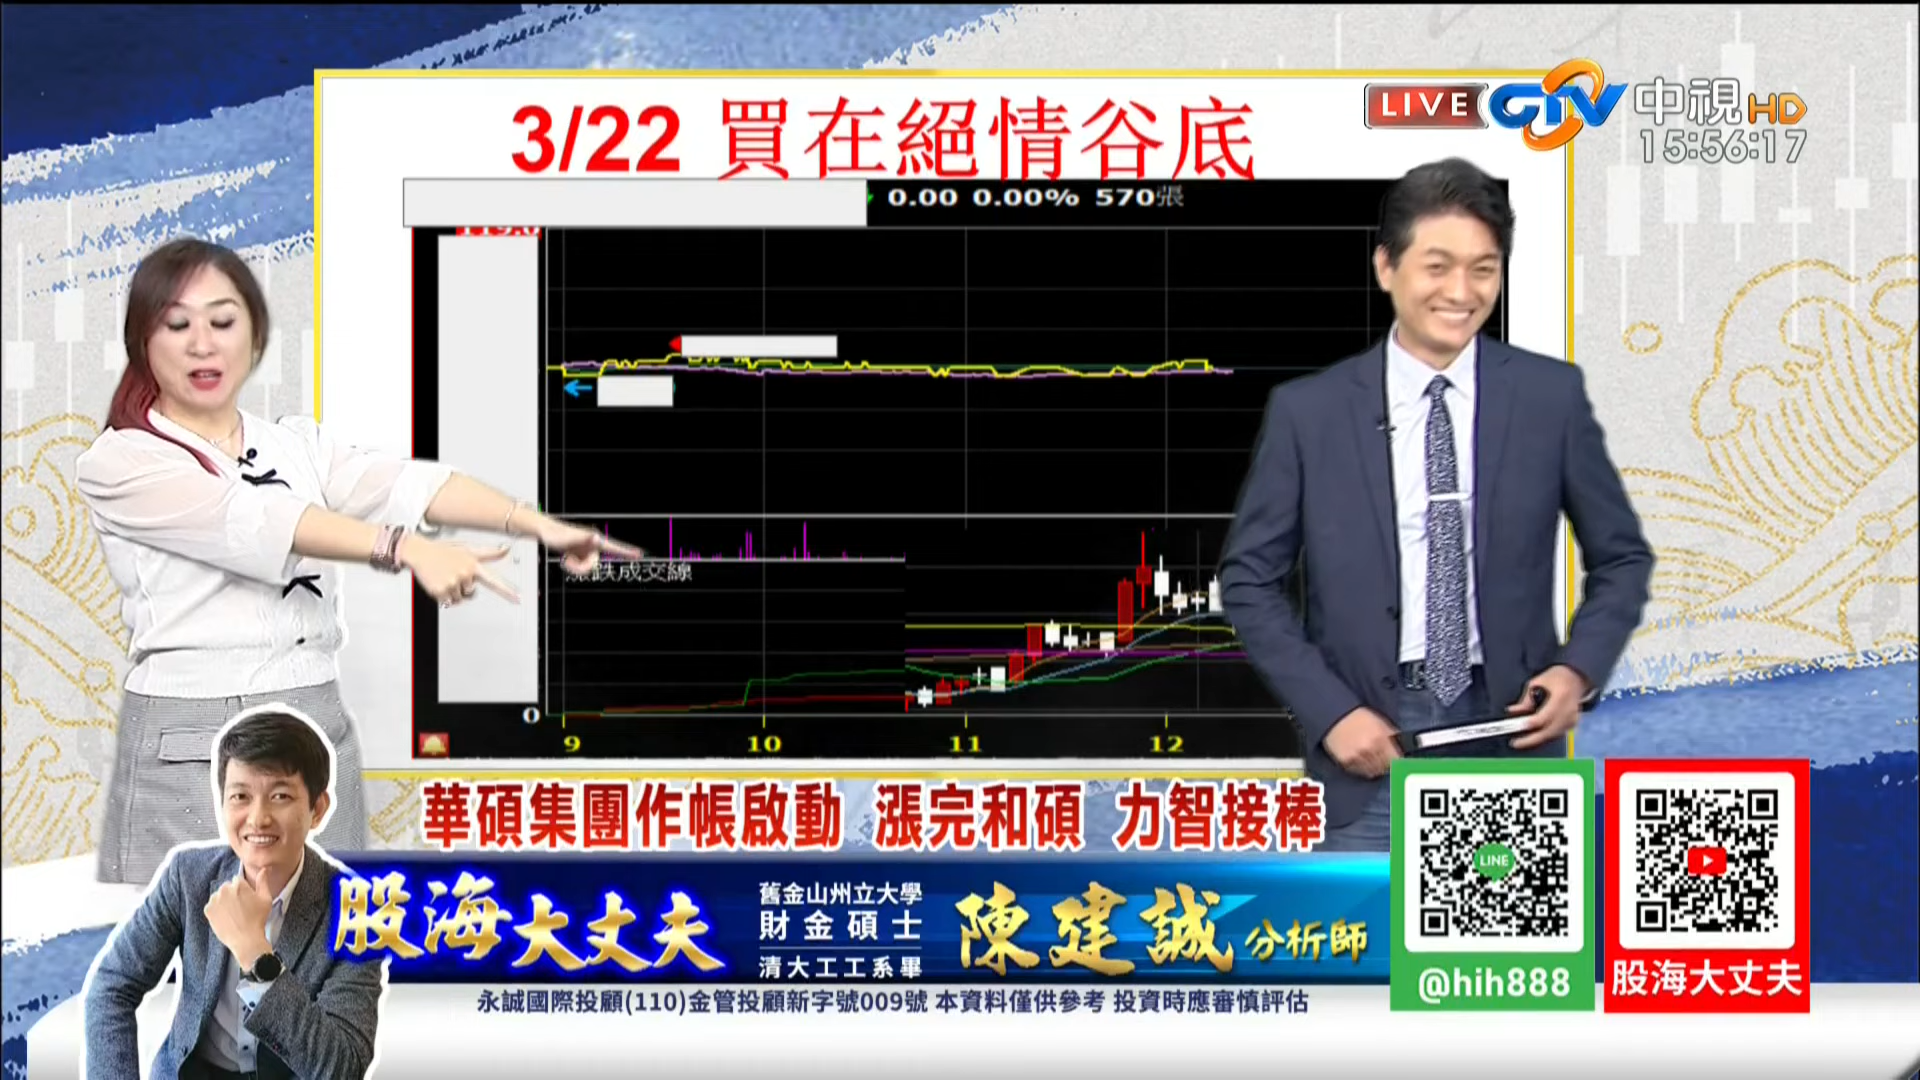 3/22 買在絕情谷底
LIVE CTV 中視HD
15:56:17
0.00 0.00% 570張
漲跌成交線
0
9 10 11 12
華碩集團作帳啟動 漲完和碩 力智接棒
股海大丈夫
舊金山州立大學
財金碩士
清大工工系畢
陳建誠 分析師
永誠國際投顧(110)金管投顧新字號009號 本資料僅供參考 投資時應審慎評估
LINE
@hih888
股海大丈夫